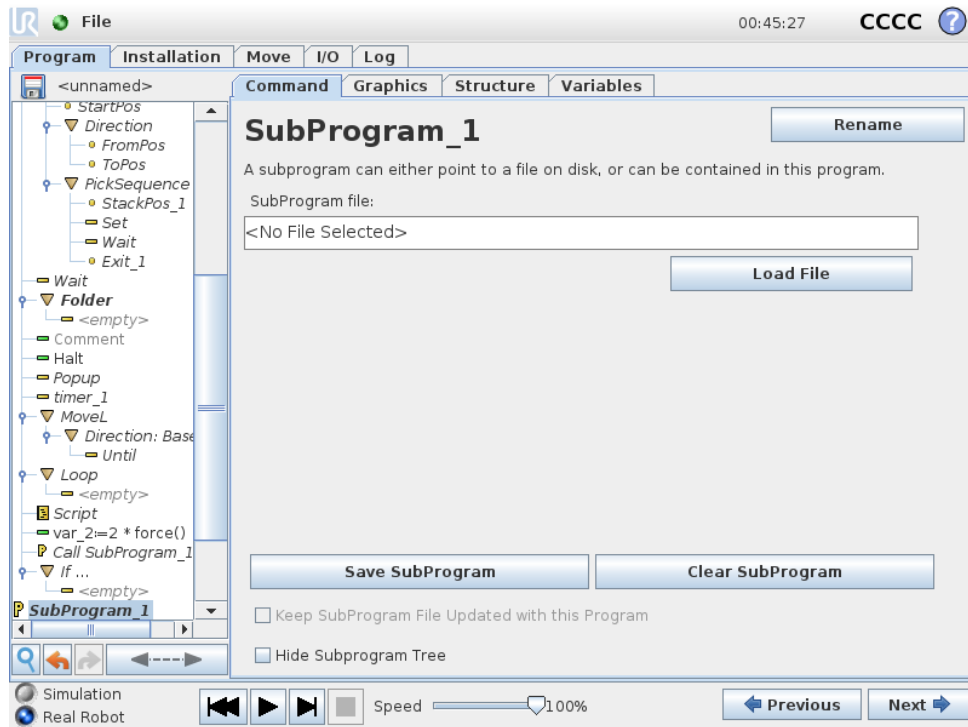 UR File 00:45:27 CCCC ?
Program Installation Move I/O Log
<unnamed>
Command Graphics Structure Variables
StartPos
Direction
FromPos
ToPos
PickSequence
StackPos_1
Set
Wait
Exit_1
Wait
Folder
<empty>
Comment
Halt
Popup
timer_1
MoveL
Direction: Base
Until
Loop
<empty>
Script
var_2:=2 * force()
P Call SubProgram_1
If ...
<empty>
P SubProgram_1
SubProgram_1
Rename
A subprogram can either point to a file on disk, or can be contained in this program.
SubProgram file:
<No File Selected>
Load File
Save SubProgram Clear SubProgram
Keep SubProgram File Updated with this Program
Hide Subprogram Tree
Simulation
Real Robot
Speed 100%
Previous Next